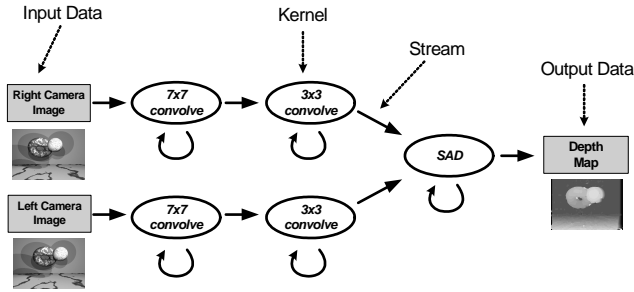 Input Data
Kernel
Stream
Output Data
Right Camera
Image
7x7
convolve
3x3
convolve
SAD
Depth
Map
Left Camera
Image
7x7
convolve
3x3
convolve